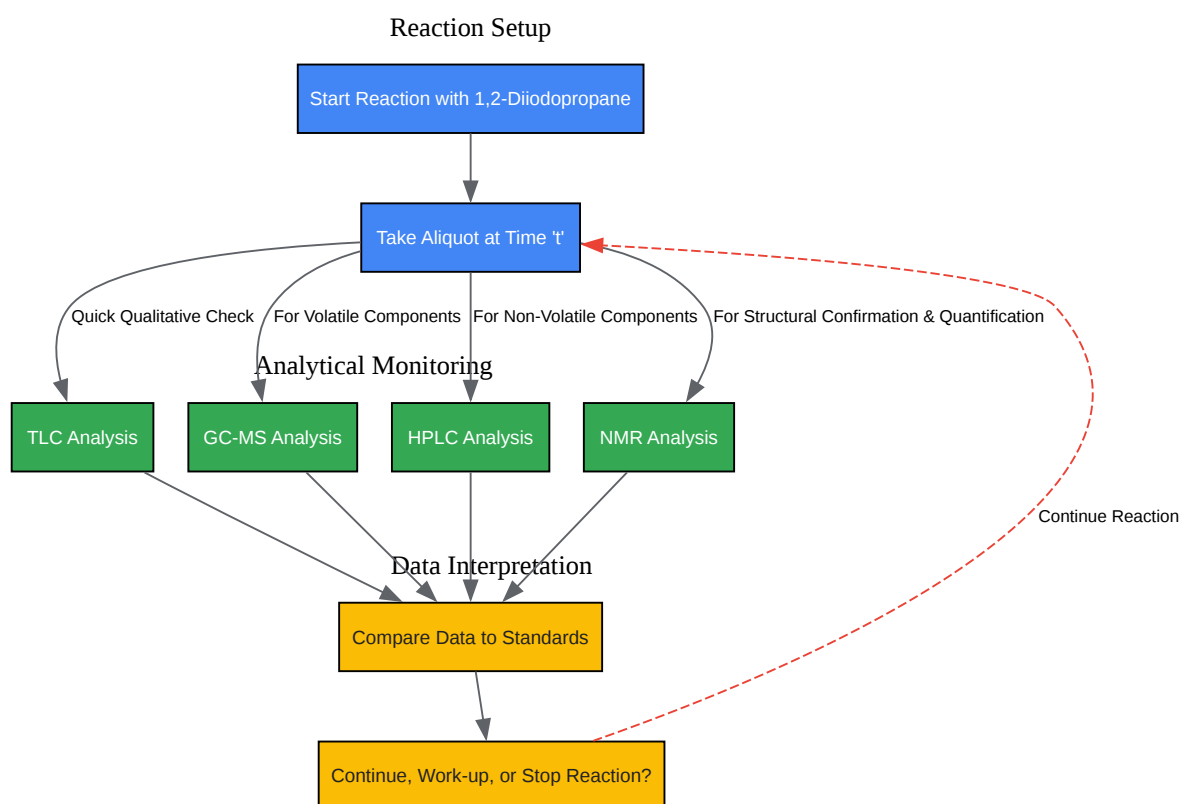 Reaction Setup
Start Reaction with 1,2-Diiodopropane
Take Aliquot at Time 't'
Quick Qualitative Check
For Volatile Components
For Non-Volatile Components
For Structural Confirmation & Quantification
Analytical Monitoring
TLC Analysis
GC-MS Analysis
HPLC Analysis
NMR Analysis
Continue Reaction
Data Interpretation
Compare Data to Standards
Continue, Work-up, or Stop Reaction?